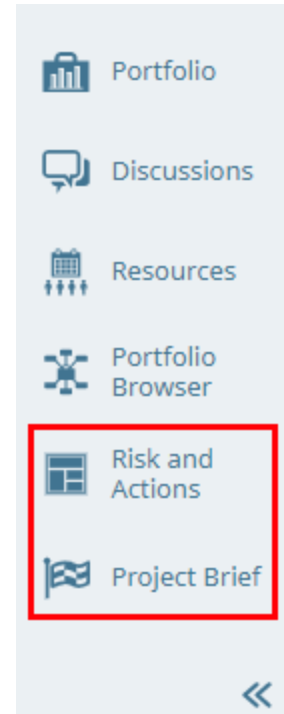 Portfolio
Discussions
Resources
Portfolio
Browser
Risk and
Actions
Project Brief